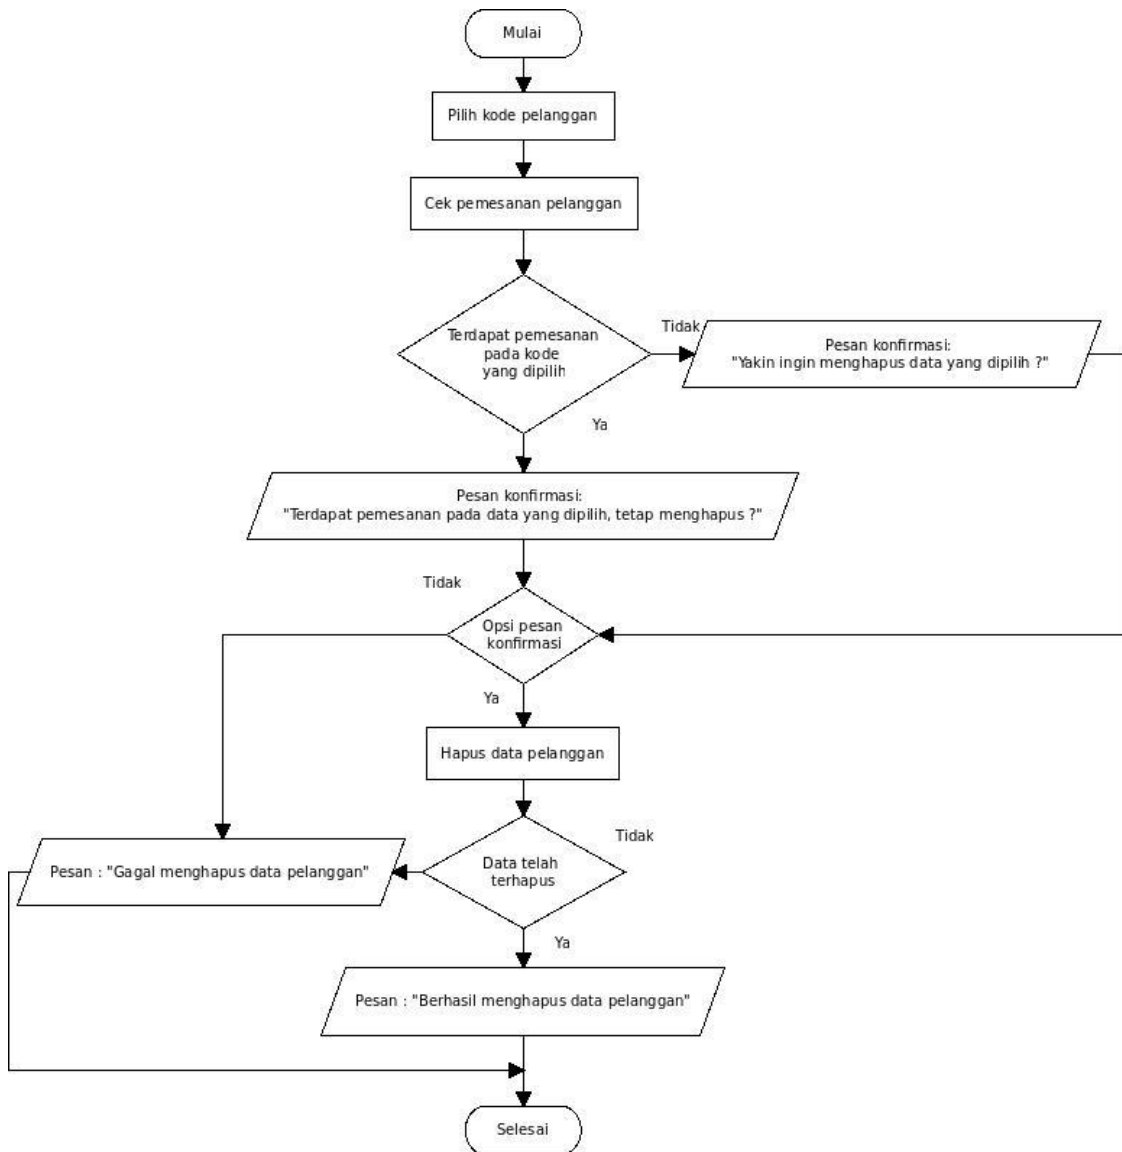 Mulai
Pilih kode pelanggan
Cek pemesanan pelanggan
Terdapat pemesanan
pada kode
yang dipilih
Tidak
Pesan konfirmasi:
"Yakin ingin menghapus data yang dipilih ?"
Ya
Pesan konfirmasi:
"Terdapat pemesanan pada data yang dipilih, tetap menghapus ?"
Tidak
Opsi pesan
konfirmasi
Ya
Hapus data pelanggan
Tidak
Data telah
terhapus
Pesan : "Gagal menghapus data pelanggan"
Ya
Pesan : "Berhasil menghapus data pelanggan"
Selesai